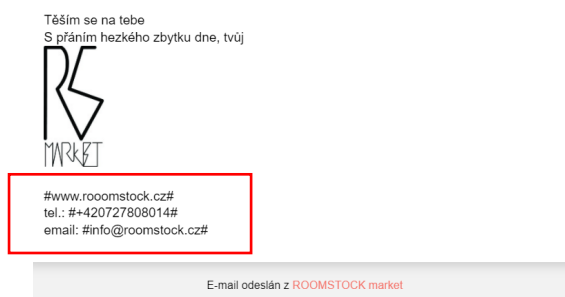 Těším se na tebe
S přáním hezkého zbytku dne, tvůj
RS
MARKET
#www.rooomstock.cz#
tel.: #+420727808014#
email: #info@roomstock.cz#
E-mail odeslán z ROOMSTOCK market